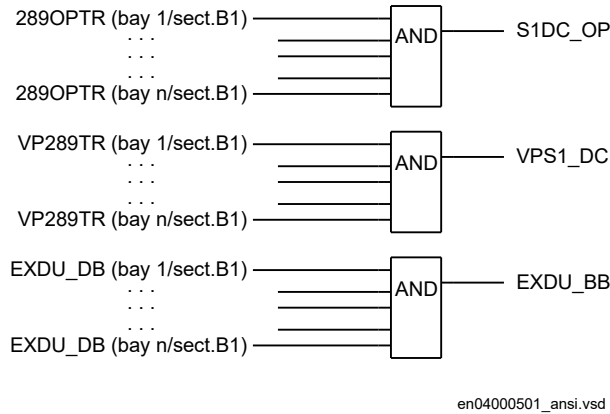 289OPTR (bay 1/sect.B1)
. . .
. . .
. . .
289OPTR (bay n/sect.B1)
AND
S1DC_OP
VP289TR (bay 1/sect.B1)
. . .
. . .
. . .
VP289TR (bay n/sect.B1)
AND
VPS1_DC
EXDU_DB (bay 1/sect.B1)
. . .
. . .
. . .
EXDU_DB (bay n/sect.B1)
AND
EXDU_BB
en04000501_ansi.vsd